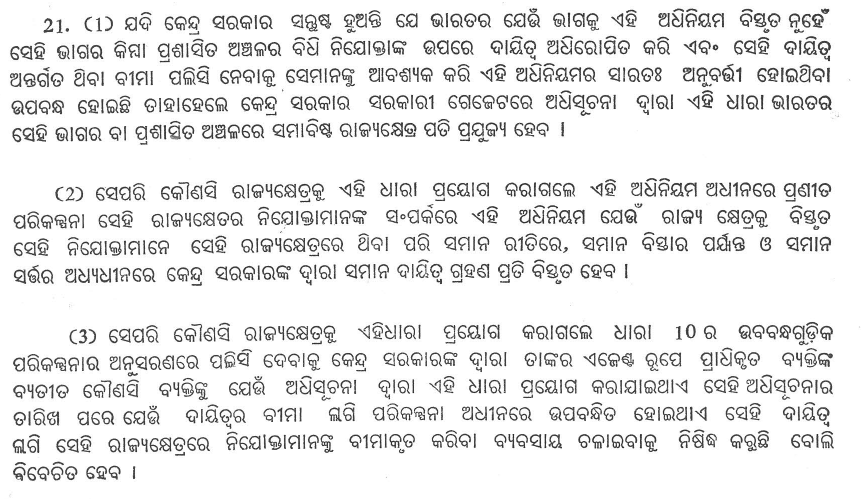 21. (1) ଯଦି କେନ୍ଦ୍ର ସରକାର ସନ୍ତୁଷ୍ଟ ହୁଅନ୍ତି ଯେ ଭାରତର ଯେଉଁ ଭାଗକୁ ଏହି ଅଧିନିୟମ ବିସ୍ତୃତ ନୁହେଁ
ସେହି ଭାଗର କିମ୍ବା ପ୍ରଶାସିତ ଅଞ୍ଚଳର ବିଧି ନିଯୋକ୍ତାଙ୍କ ଉପରେ ଦାୟିତ୍ୱ ଅଧିରୋପିତ କରି ଏବଂ ସେହି ଦାୟିତ୍ୱ
ଅନ୍ତର୍ଗତ ଥିବା ବୀମା ପଲିସି ନେବାକୁ ସେମାନଙ୍କୁ ଆବଶ୍ୟକ କରି ଏହି ଅଧିନିୟମର ସାରତଃ ଅନୁବର୍ତ୍ତୀ ହୋଇଥିବା
ଉପବନ୍ଧ ହୋଇଛି ତାହାହେଲେ କେନ୍ଦ୍ର ସରକାର ସରକାରୀ ଗେଜେଟରେ ଅଧିସୂଚନା ଦ୍ୱାରା ଏହି ଧାରା ଭାରତର
ସେହି ଭାଗର ବା ପ୍ରଶାସିତ ଅଞ୍ଚଳରେ ସମାବିଷ୍ଟ ରାଜ୍ୟକ୍ଷେତ୍ର ପତି ପ୍ରଯୁଜ୍ୟ ହେବ ।
(2) ସେପରି କୌଣସି ରାଜ୍ୟକ୍ଷେତ୍ରକୁ ଏହି ଧାରା ପ୍ରୟୋଗ କରାଗଲେ ଏହି ଅଧିନିୟମ ଅଧୀନରେ ପ୍ରଣୀତ
ପରିକଳ୍ପନା ସେହି ରାଜ୍ୟକ୍ଷେତର ନିଯୋକ୍ତାମାନଙ୍କ ସଂପର୍କରେ ଏହି ଅଧିନିୟମ ଯେଉଁ ରାଜ୍ୟ କ୍ଷେତ୍ରକୁ ବିସ୍ତୃତ
ସେହି ନିଯୋକ୍ତାମାନେ ସେହି ରାଜ୍ୟକ୍ଷେତ୍ରରେ ଥିବା ପରି ସମାନ ରୀତିରେ, ସମାନ ବିସ୍ତାର ପର୍ଯ୍ୟନ୍ତ ଓ ସମାନ
ସର୍ତ୍ତର ଅଧ୍ୟଧୀନରେ କେନ୍ଦ୍ର ସରକାରଙ୍କ ଦ୍ୱାରା ସମାନ ଦାୟିତ୍ୱ ଗ୍ରହଣ ପ୍ରତି ବିସ୍ତୃତ ହେବ ।
(3) ସେପରି କୌଣସି ରାଜ୍ୟକ୍ଷେତ୍ରକୁ ଏହିଧାରା ପ୍ରୟୋଗ କରାଗଲେ ଧାରା 10 ର ଉବବନ୍ଧଗୁଡ଼ିକ
ପରିକଳ୍ପନାର ଅନୁସରଣରେ ପଲିସି ଦେବାକୁ କେନ୍ଦ୍ର ସରକାରଙ୍କ ଦ୍ୱାରା ତାଙ୍କର ଏଜେଣ୍ଟ ରୂପେ ପ୍ରାଧିକୃତ ବ୍ୟକ୍ତିଙ୍କ
ବ୍ୟତୀତ କୌଣସି ବ୍ୟକ୍ତିଙ୍କୁ ଯେଉଁ ଅଧିସୂଚନା ଦ୍ୱାରା ଏହି ଧାରା ପ୍ରୟୋଗ କରାଯାଇଥାଏ ସେହି ଅଧିସୂଚନାର
ତାରିଖ ପରେ ଯେଉଁ ଦାୟିତ୍ୱର ବୀମା ଲାଗି ପରିକଳ୍ପନା ଅଧୀନରେ ଉପବନ୍ଧିତ ହୋଇଥାଏ ସେହି ଦାୟିତ୍ୱ
ଲାଗି ସେହି ରାଜ୍ୟକ୍ଷେତ୍ରରେ ନିଯୋକ୍ତାମାନଙ୍କୁ ବୀମାକୃତ କରିବା ବ୍ୟବସାୟ ଚଳାଇବାକୁ ନିଷିଦ୍ଧ କରୁଛି ବୋଲି
ବିବେଚିତ ହେବ ।